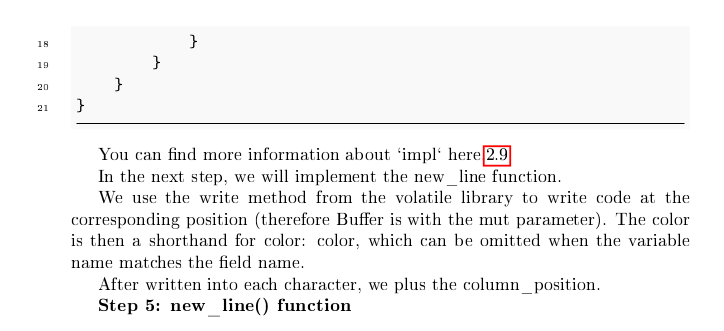 18 }
19 }
20 }
21 }
You can find more information about `impl` here 2.9
In the next step, we will implement the new_line function.
We use the write method from the volatile library to write code at the
corresponding position (therefore Buffer is with the mut parameter). The color
is then a shorthand for color: color, which can be omitted when the variable
name matches the field name.
After written into each character, we plus the column_position.
Step 5: new_line() function